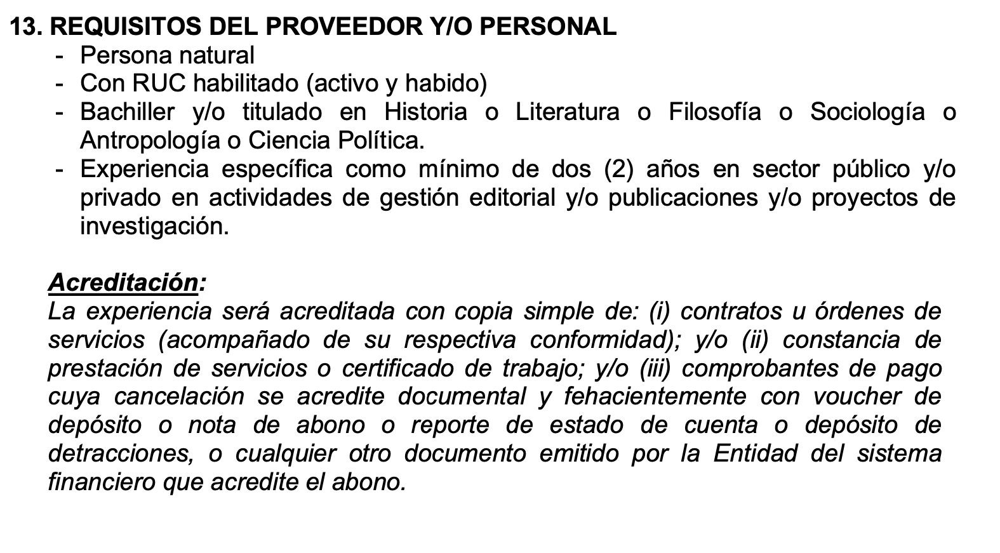 13. REQUISITOS DEL PROVEEDOR Y/O PERSONAL
- Persona natural
- Con RUC habilitado (activo y habido)
- Bachiller y/o titulado en Historia o Literatura o Filosofía o Sociología o
Antropología o Ciencia Política.
- Experiencia específica como mínimo de dos (2) años en sector público y/o
privado en actividades de gestión editorial y/o publicaciones y/o proyectos de
investigación.
Acreditación:
La experiencia será acreditada con copia simple de: (i) contratos u órdenes de
servicios (acompañado de su respectiva conformidad); y/o (ii) constancia de
prestación de servicios o certificado de trabajo; y/o (iii) comprobantes de pago
cuya cancelación se acredite documental y fehacientemente con voucher de
depósito o nota de abono o reporte de estado de cuenta o depósito de
detracciones, o cualquier otro documento emitido por la Entidad del sistema
financiero que acredite el abono.